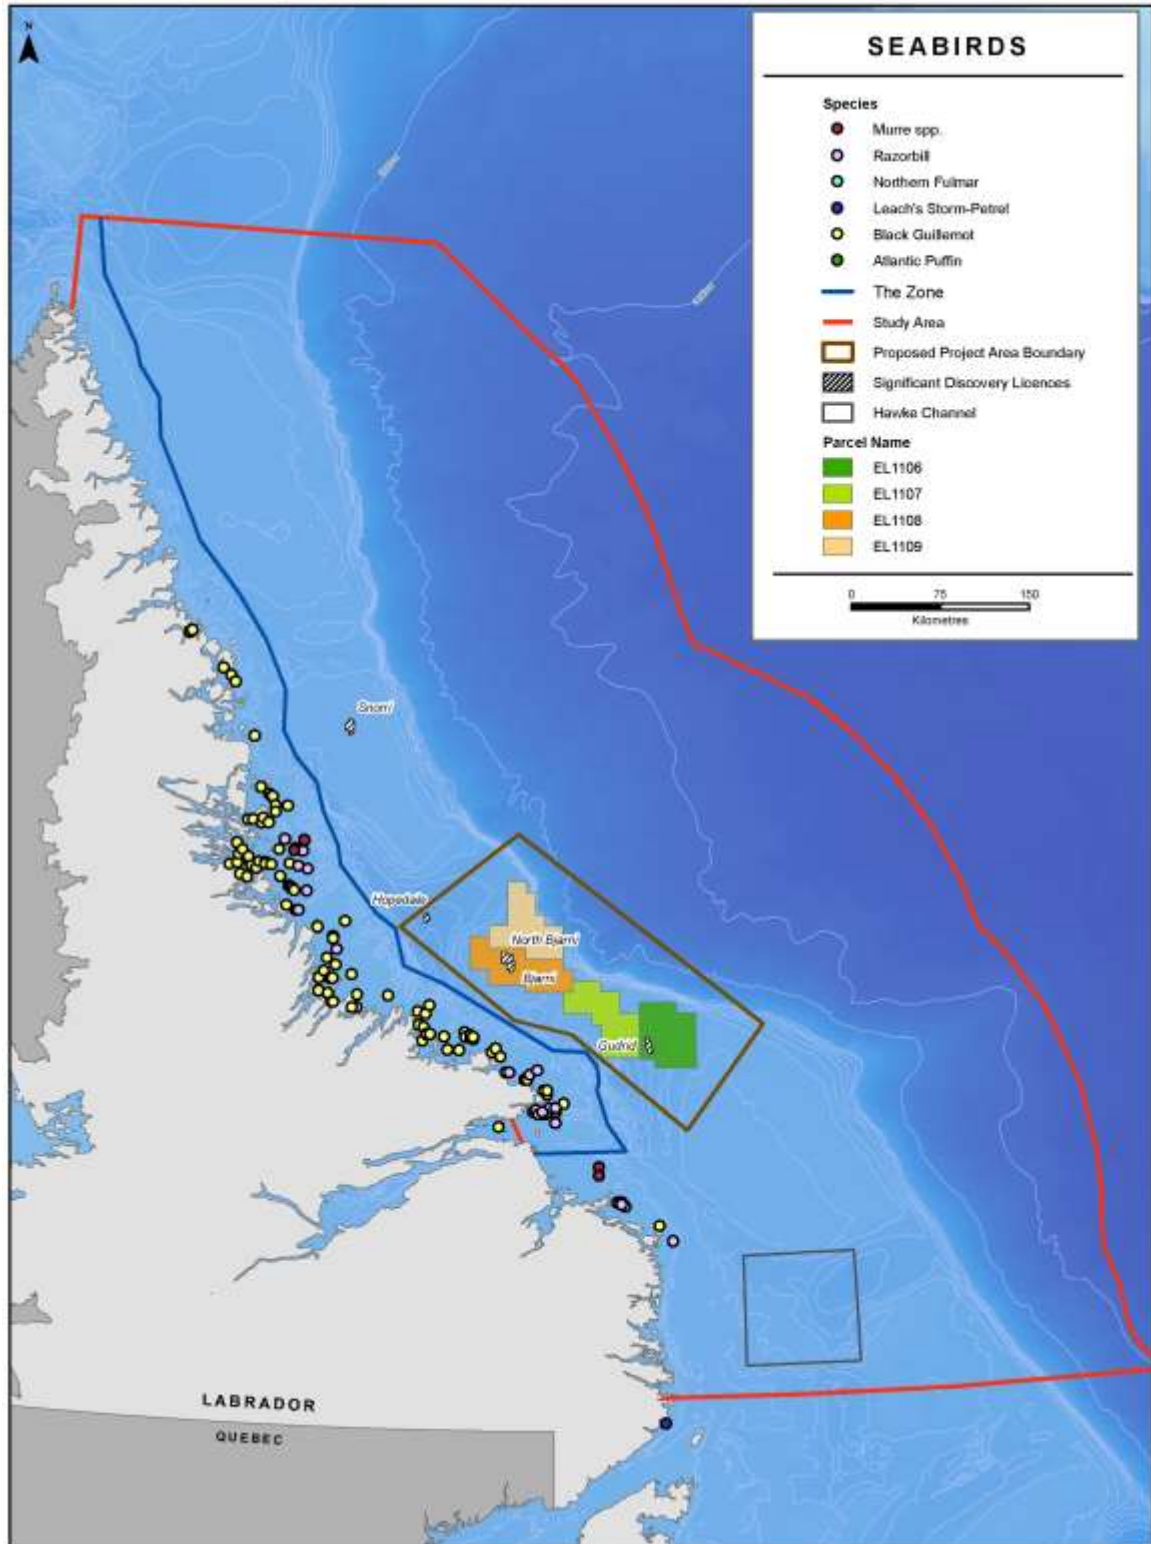 N
SEABIRDS
Species
Murre spp.
Razorbill
Northern Fulmar
Leach's Storm-Petrel
Black Guillemot
Atlantic Puffin
The Zone
Study Area
Proposed Project Area Boundary
Significant Discovery Licences
Hawke Channel
Parcel Name
EL1106
EL1107
EL1108
EL1109
0 75 150
Kilometres
Snorri
Hopedale
North Bjarni
Bjarni
Gudrid
LABRADOR
QUEBEC